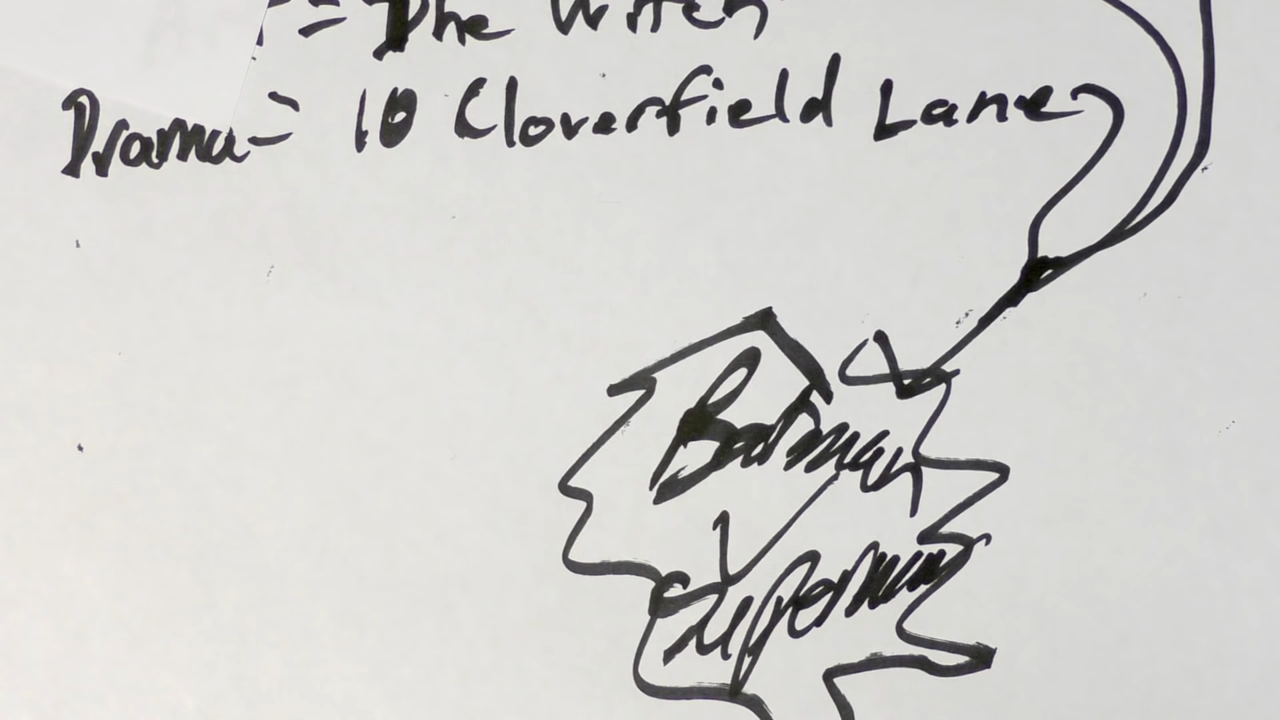 = The Witch
Drama = 10 Cloverfield Lane
Batman
V
Superman